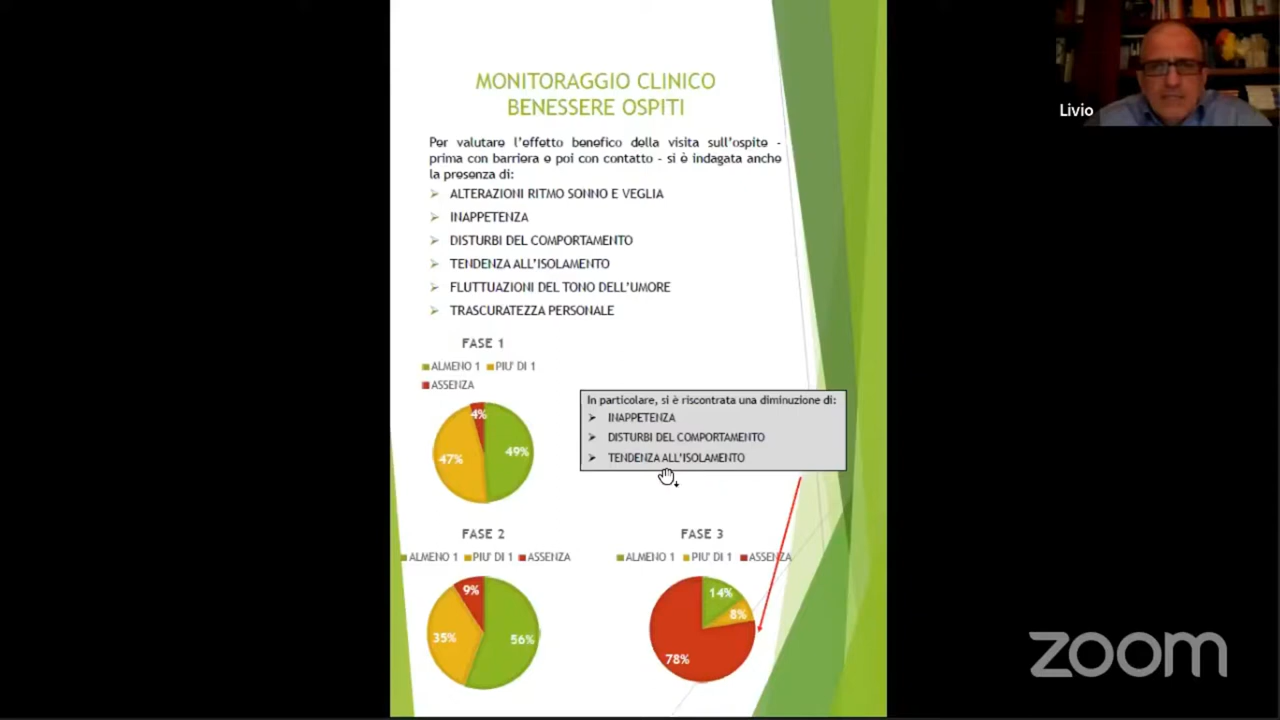 MONITORAGGIO CLINICO
BENESSERE OSPITI
Per valutare l'effetto benefico della visita sull'ospite -
prima con barriera e poi con contatto - si è indagata anche
la presenza di:
ALTERAZIONI RITMO SONNO E VEGLIA
INAPPETENZA
DISTURBI DEL COMPORTAMENTO
TENDENZA ALL'ISOLAMENTO
FLUTTUAZIONI DEL TONO DELL'UMORE
TRASCURATEZZA PERSONALE
FASE 1
ALMENO 1 PIU' DI 1
ASSENZA
4%
47%
49%
In particolare, si è riscontrata una diminuzione di:
INAPPETENZA
DISTURBI DEL COMPORTAMENTO
TENDENZA ALL'ISOLAMENTO
FASE 2
ALMENO 1 PIU' DI 1 ASSENZA
9%
35%
56%
FASE 3
ALMENO 1 PIU' DI 1 ASSENZA
14%
8%
78%
Livio
zoom